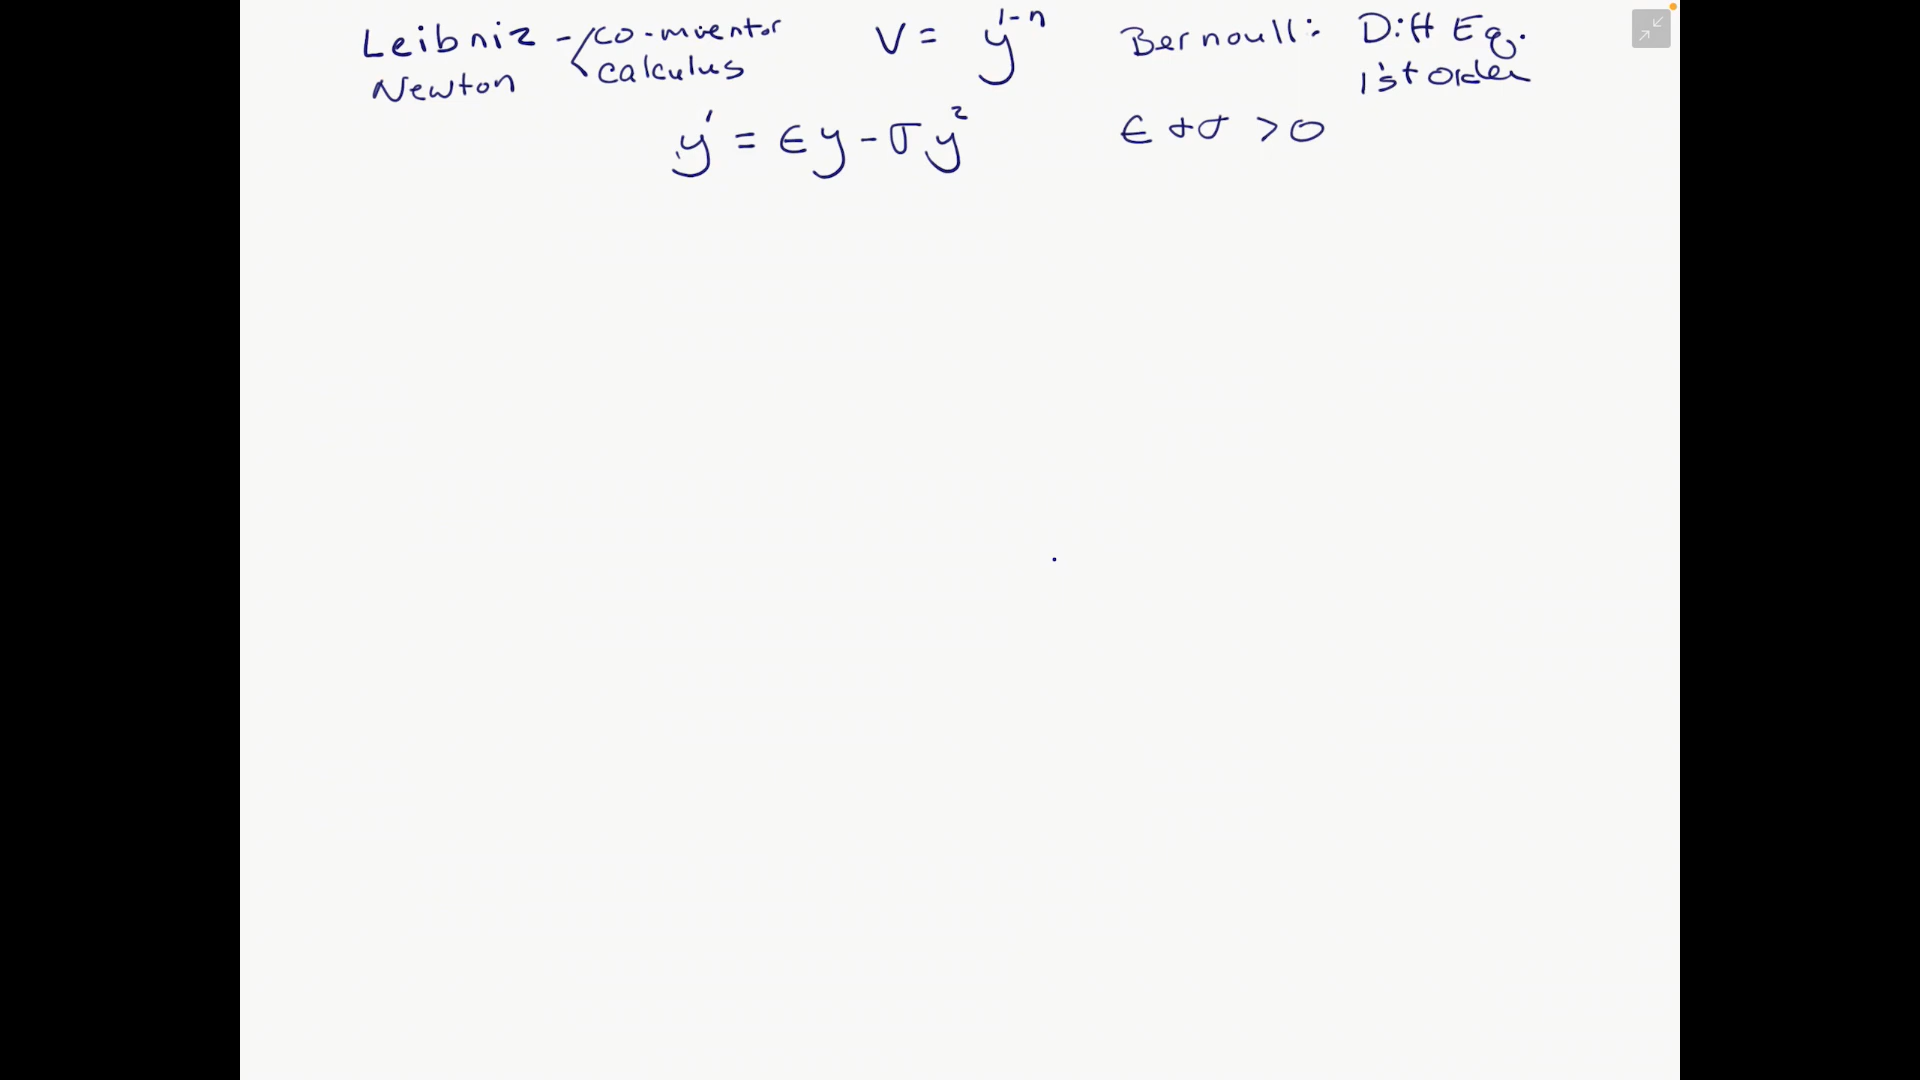 Leibniz - co-inventor
Newton calculus
v = y^{1-n}
Bernoulli Diff Eq.
1st order
y' = ϵy - σy²
ϵ + σ > 0